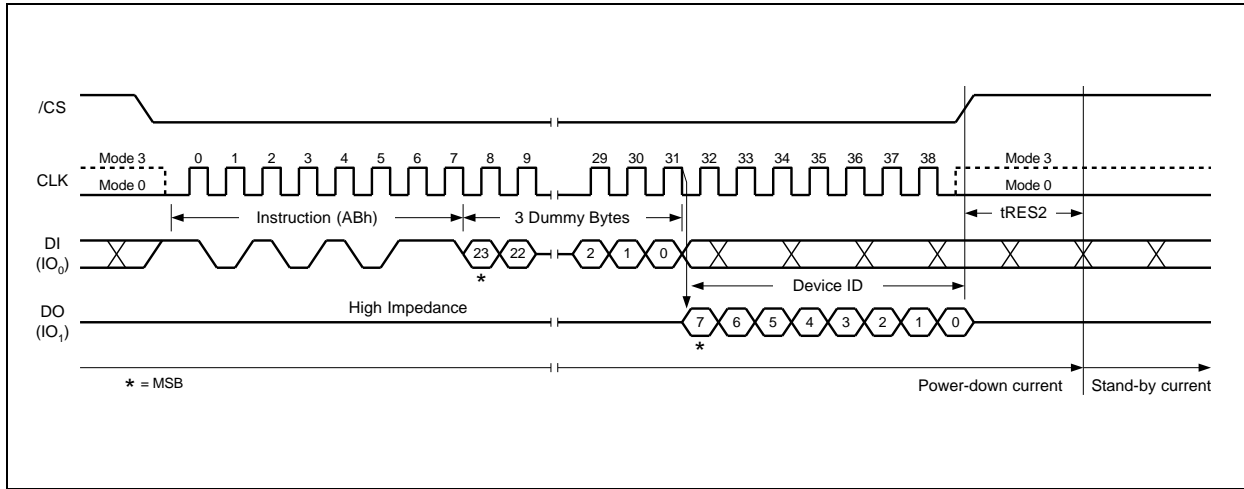 /CS
Mode 3 0 1 2 3 4 5 6 7 8 9 29 30 31 32 33 34 35 36 37 38 Mode 3
CLK
Mode 0 Mode 0
Instruction (ABh) 3 Dummy Bytes tRES2
DI
(IO0)
23 22 2 1 0
*
Device ID
High Impedance
DO
(IO1)
7 6 5 4 3 2 1 0
*
* = MSB
Power-down current Stand-by current